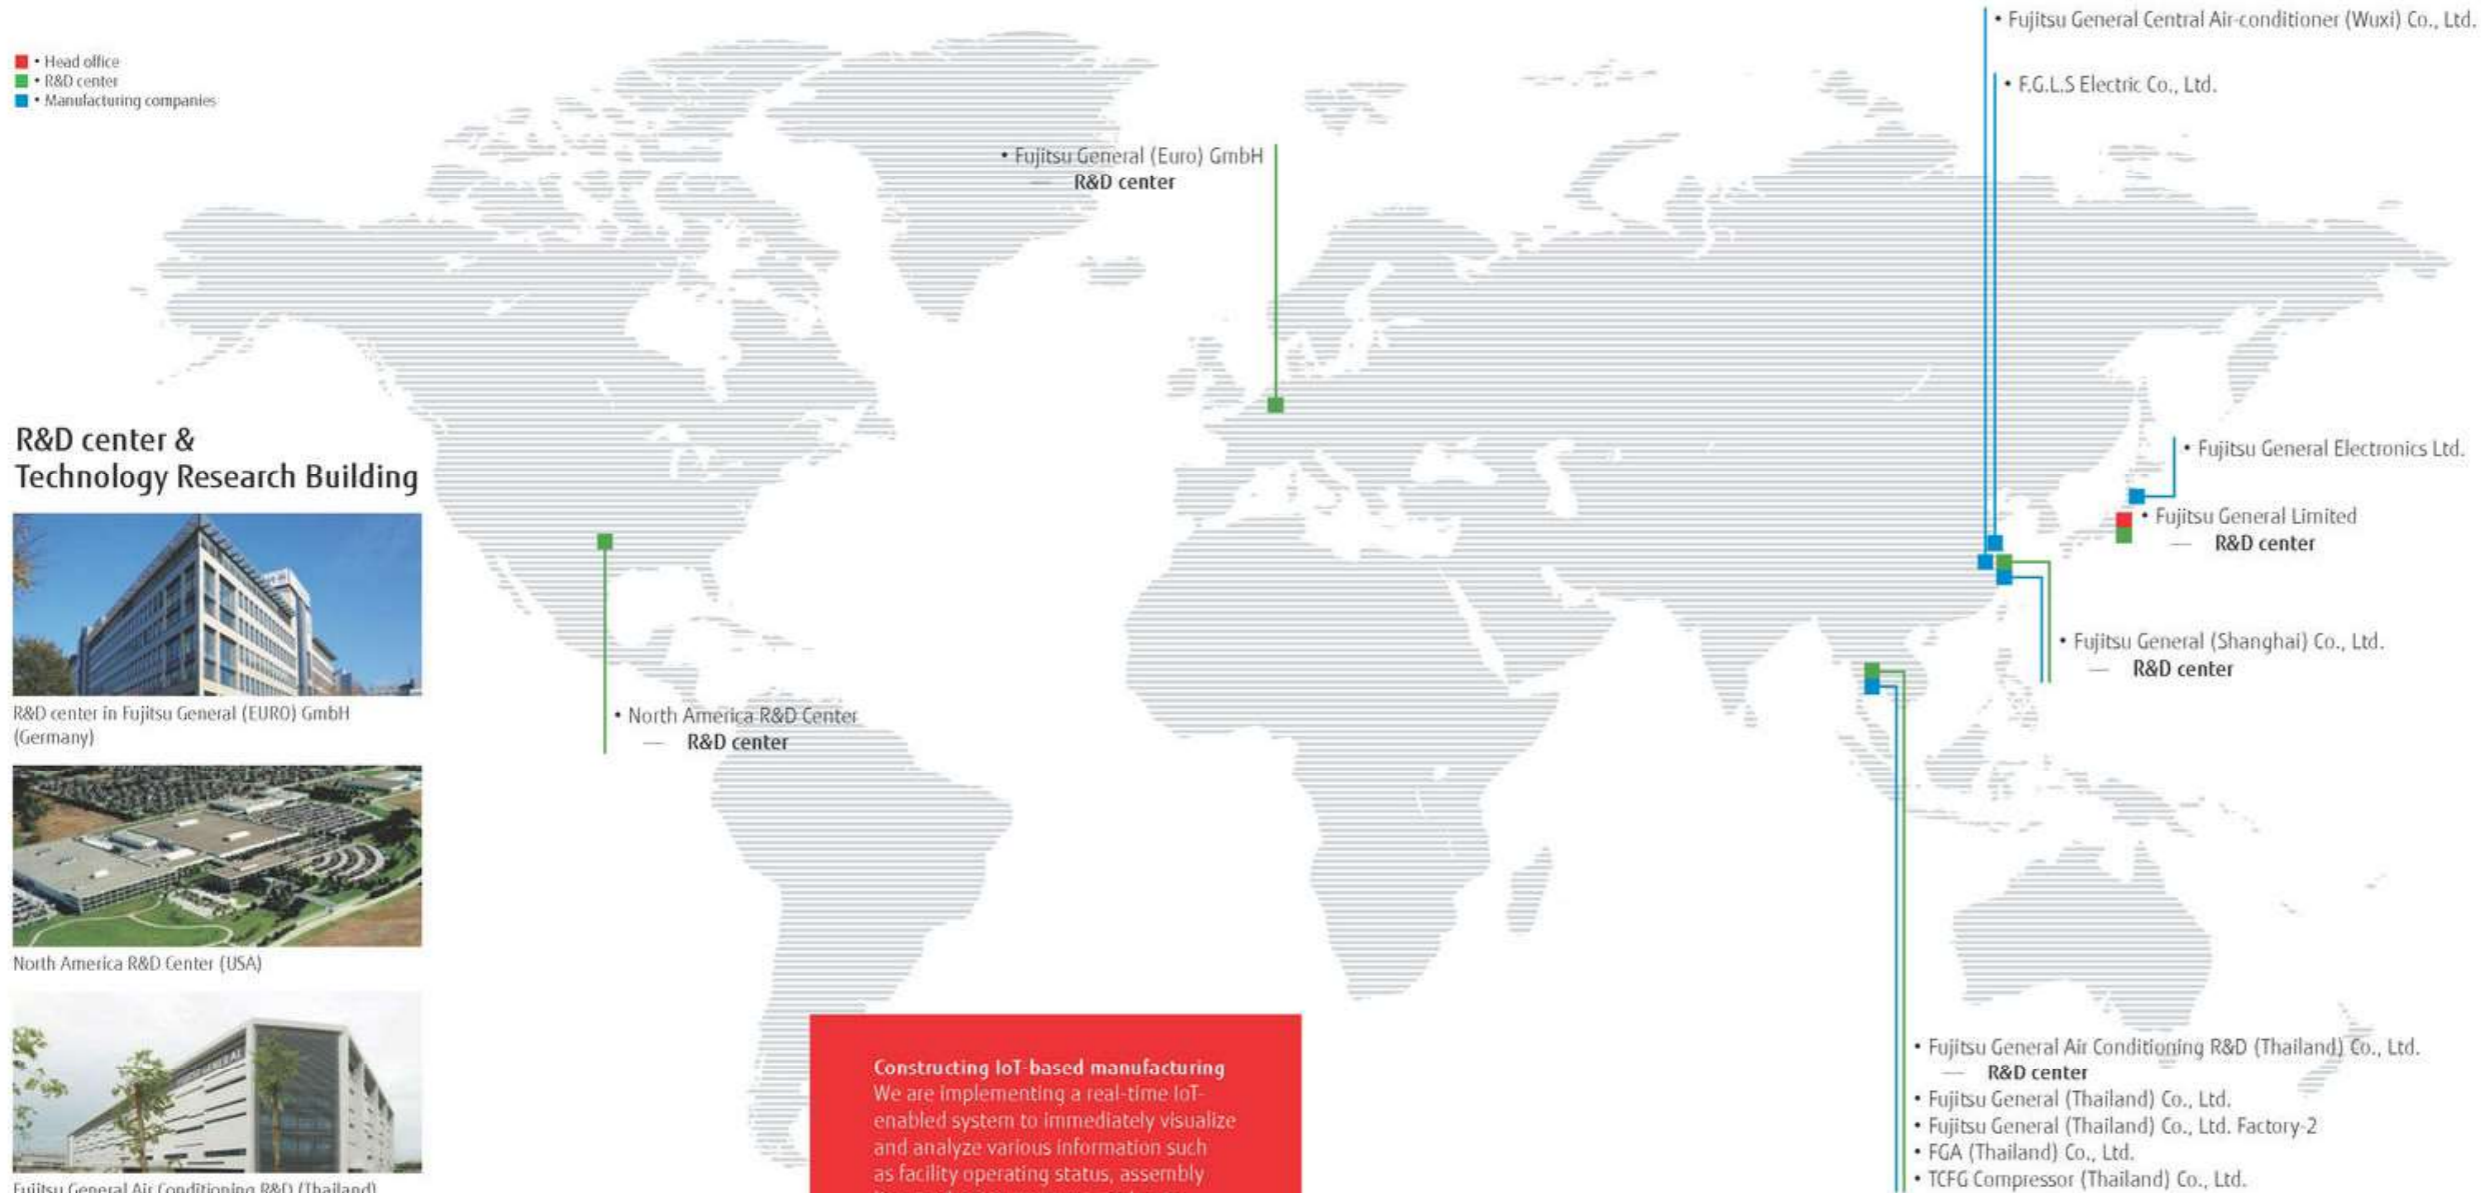 • Head office
• R&D center
• Manufacturing companies
• Fujitsu General Central Air-conditioner (Wuxi) Co., Ltd.
• F.G.L.S Electric Co., Ltd.
• Fujitsu General (Euro) GmbH
— R&D center
• Fujitsu General Electronics Ltd.
• Fujitsu General Limited
— R&D center
• Fujitsu General (Shanghai) Co., Ltd.
— R&D center
• North America R&D Center
— R&D center
R&D center &
Technology Research Building
R&D center in Fujitsu General (EURO) GmbH
(Germany)
North America R&D Center (USA)
Fujitsu General Air Conditioning R&D (Thailand)
Constructing IoT-based manufacturing
We are implementing a real-time IoT-
enabled system to immediately visualize
and analyze various information such
as facility operating status, assembly
• Fujitsu General Air Conditioning R&D (Thailand) Co., Ltd.
— R&D center
• Fujitsu General (Thailand) Co., Ltd.
• Fujitsu General (Thailand) Co., Ltd. Factory-2
• FGA (Thailand) Co., Ltd.
• TCFG Compressor (Thailand) Co., Ltd.